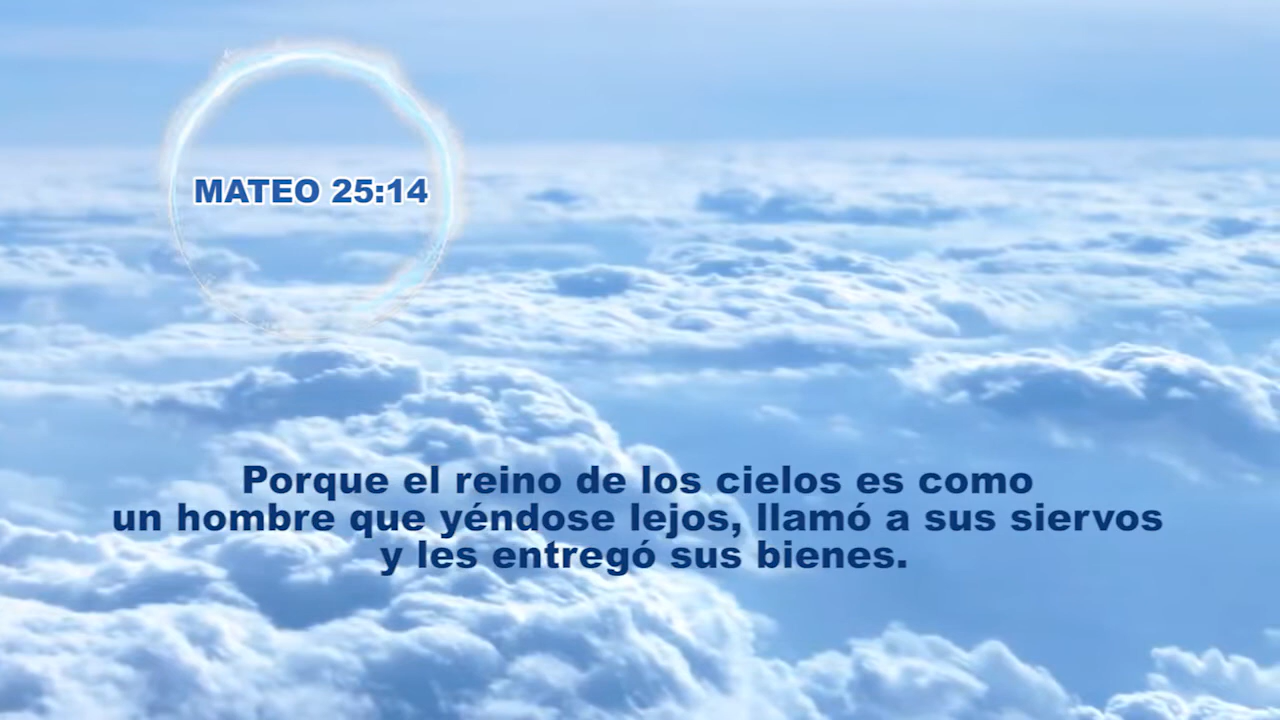 MATEO 25:14
Porque el reino de los cielos es como
un hombre que yéndose lejos, llamó a sus siervos
y les entregó sus bienes.